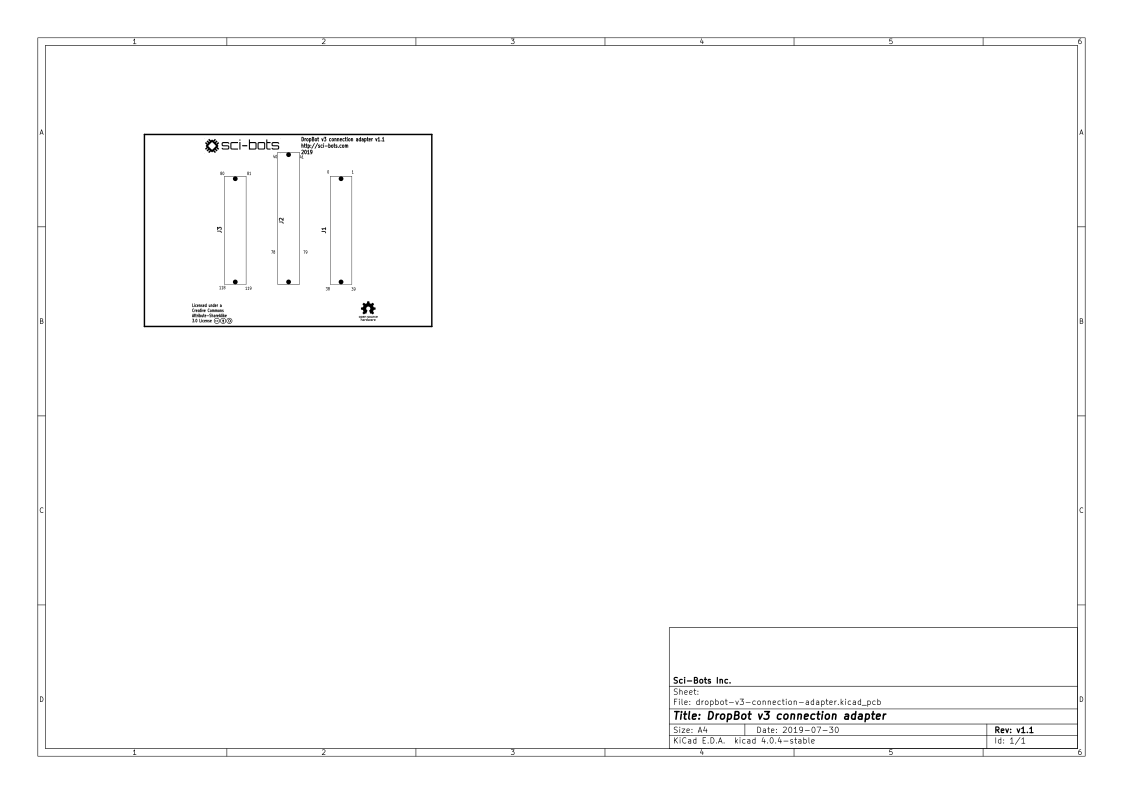 1 2 3 4 5 6
A A
sci-bots
DropBot v3 connection adapter v1.1
http://sci-bots.com
2019
40 41
80 81 0 1
J3 J2 J1
78 79
118 119 38 39
Licensed under a
Creative Commons
Attribute-ShareAlike
3.0 License
open source
hardware
B B
C C
D D
Sci-Bots Inc.
Sheet:
File: dropbot-v3-connection-adapter.kicad_pcb
Title: DropBot v3 connection adapter
Size: A4 Date: 2019-07-30 Rev: v1.1
KiCad E.D.A. kicad 4.0.4-stable Id: 1/1
1 2 3 4 5 6